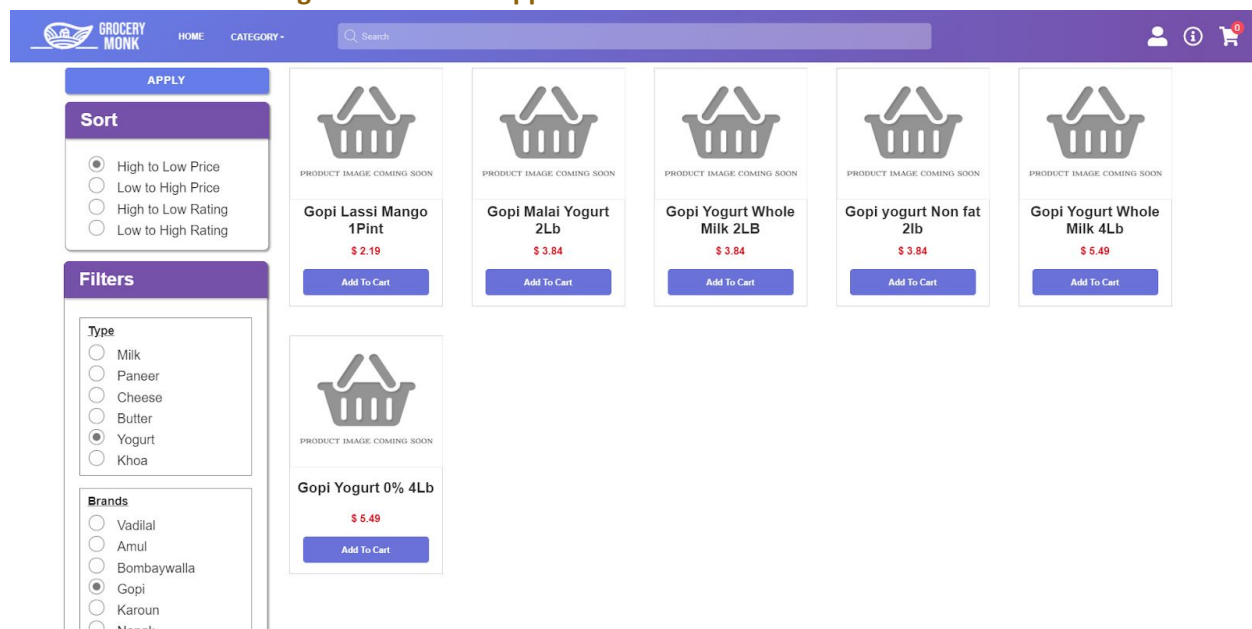 GROCERY
MONK
HOME
CATEGORY
Search
0
APPLY
Sort
High to Low Price
Low to High Price
High to Low Rating
Low to High Rating
Filters
Type
Milk
Paneer
Cheese
Butter
Yogurt
Khoa
Brands
Vadilal
Amul
Bombaywalla
Gopi
Karoun
PRODUCT IMAGE COMING SOON
Gopi Lassi Mango
1Pint
$ 2.19
Add To Cart
PRODUCT IMAGE COMING SOON
Gopi Malai Yogurt
2Lb
$ 3.84
Add To Cart
PRODUCT IMAGE COMING SOON
Gopi Yogurt Whole
Milk 2LB
$ 3.84
Add To Cart
PRODUCT IMAGE COMING SOON
Gopi yogurt Non fat
2lb
$ 3.84
Add To Cart
PRODUCT IMAGE COMING SOON
Gopi Yogurt Whole
Milk 4Lb
$ 5.49
Add To Cart
PRODUCT IMAGE COMING SOON
Gopi Yogurt 0% 4Lb
$ 5.49
Add To Cart